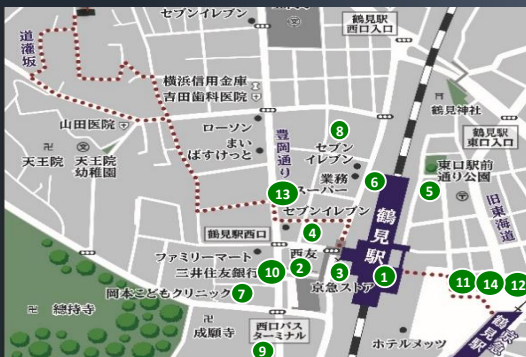 セブンイレブン
鶴見駅
西口入口
道灌坂
横浜信用金庫
吉田歯科医院
豊岡通り
鶴見神社
山田医院
ローソン
まい
ばすけっと
8
セブン
イレブン
鶴見駅
東口入口
天王院
天王院
幼稚園
業務
スーパー
6
5
東口駅前
通り公園
旧東海道
13
セブンイレブン
鶴見駅
鶴見駅西口
4
ファミリーマート
西友
三井住友銀行
10
2
3
1
11
14
12
岡本こどもクリニック
7
京急ストア
總持寺
成願寺
西口バス
ターミナル
ホテルメッツ
京急
鶴見駅
9